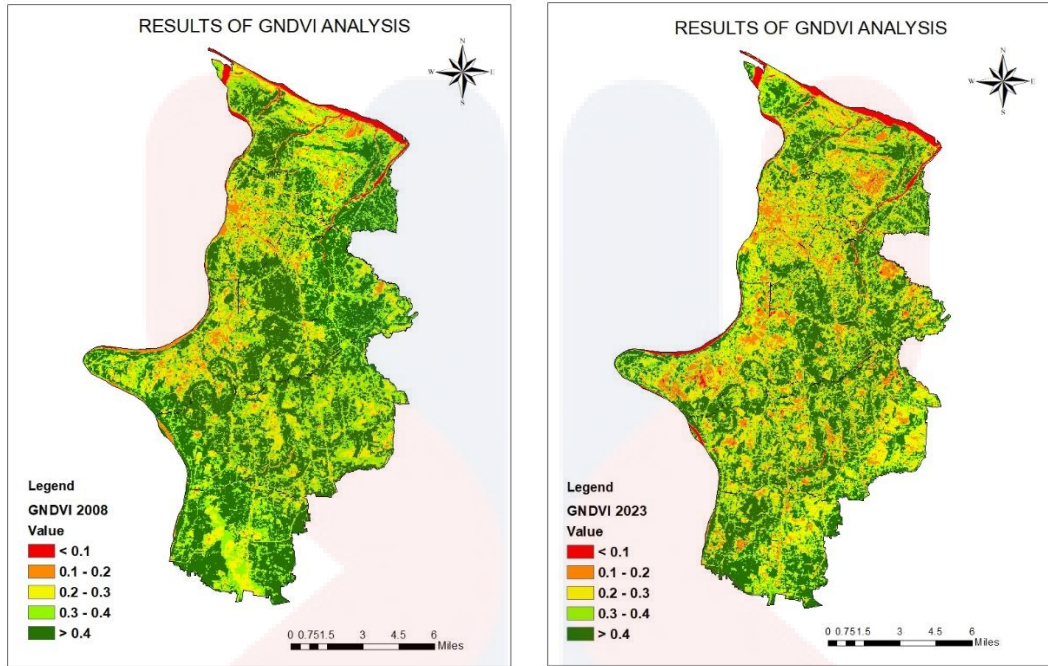 RESULTS OF GNDVI ANALYSIS
N
W E
S
Legend
GNDVI 2008
Value
< 0.1
0.1 - 0.2
0.2 - 0.3
0.3 - 0.4
> 0.4
0 0.751.5 3 4.5 6
Miles
RESULTS OF GNDVI ANALYSIS
N
W E
S
Legend
GNDVI 2023
Value
< 0.1
0.1 - 0.2
0.2 - 0.3
0.3 - 0.4
> 0.4
0 0.751.5 3 4.5 6
Miles